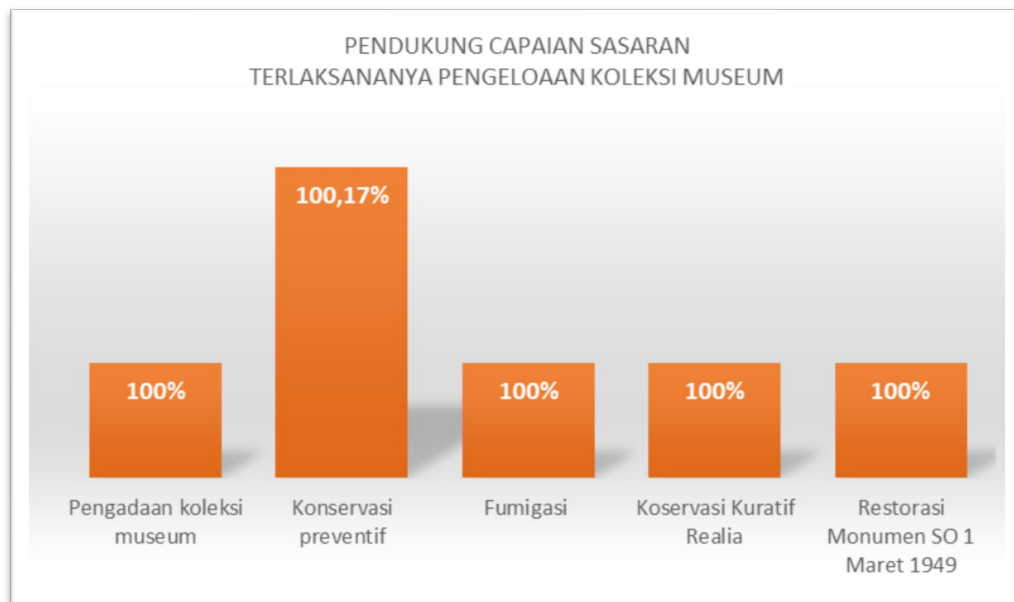 PENDUKUNG CAPAIAN SASARAN
TERLAKSANANYA PENGELOAAN KOLEKSI MUSEUM
100%
100,17%
100%
100%
100%
Pengadaan koleksi
museum
Konservasi
preventif
Fumigasi
Koservasi Kuratif
Realia
Restorasi
Monumen SO 1
Maret 1949